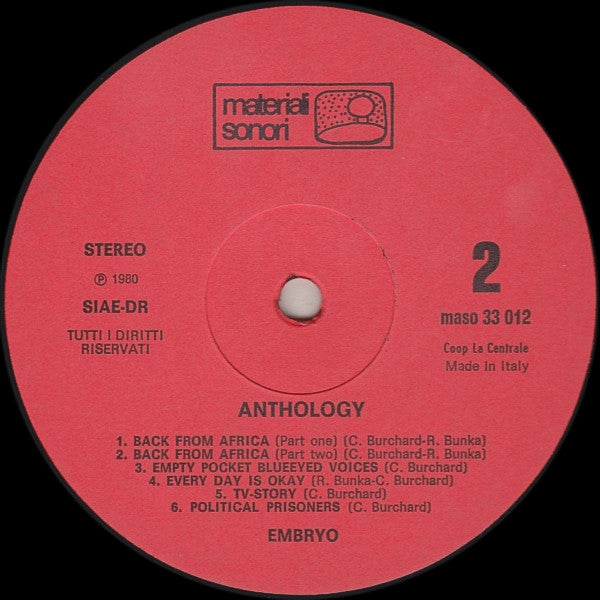 materiali
sonori
STEREO
℗ 1980
SIAE-DR
TUTTI I DIRITTI
RISERVATI
2
maso 33 012
Coop La Centrale
Made in Italy
ANTHOLOGY
1. BACK FROM AFRICA (Part one) (C. Burchard-R. Bunka)
2. BACK FROM AFRICA (Part two) (C. Burchard-R. Bunka)
3. EMPTY POCKET BLUEEYED VOICES (C. Burchard)
4. EVERY DAY IS OKAY (R. Bunka-C. Burchard)
5. TV-STORY (C. Burchard)
6. POLITICAL PRISONERS (C. Burchard)
EMBRYO